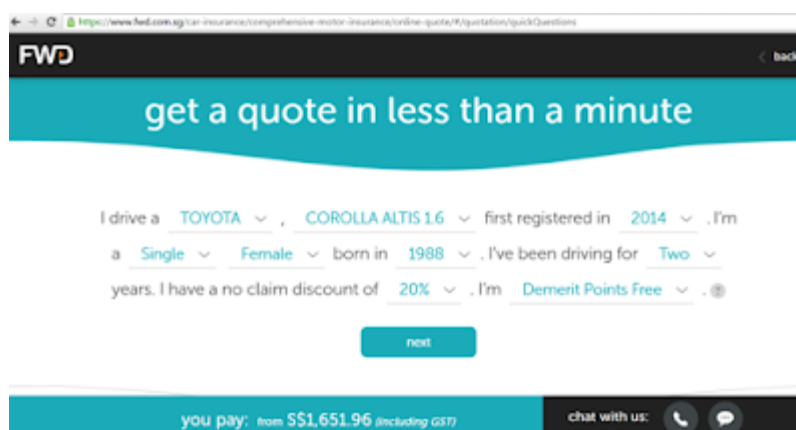 https://www.fwd.com.sg/car-insurance/comprehensive-motor-insurance/online-quote/#/quotation/quickQuestions
FWD
back
get a quote in less than a minute
I drive a TOYOTA , COROLLA ALTIS 1.6 first registered in 2014 . I'm
a Single Female born in 1988 . I've been driving for Two
years. I have a no claim discount of 20% . I'm Demerit Points Free . ?
next
you pay: from S$1,651.96 (including GST)
chat with us: